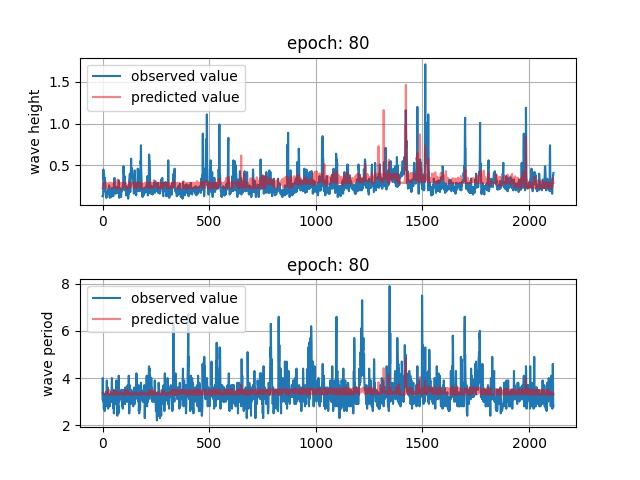 epoch: 80
wave height
1.5
1.0
0.5
observed value
predicted value
0 500 1000 1500 2000
epoch: 80
wave period
8
6
4
2
observed value
predicted value
0 500 1000 1500 2000